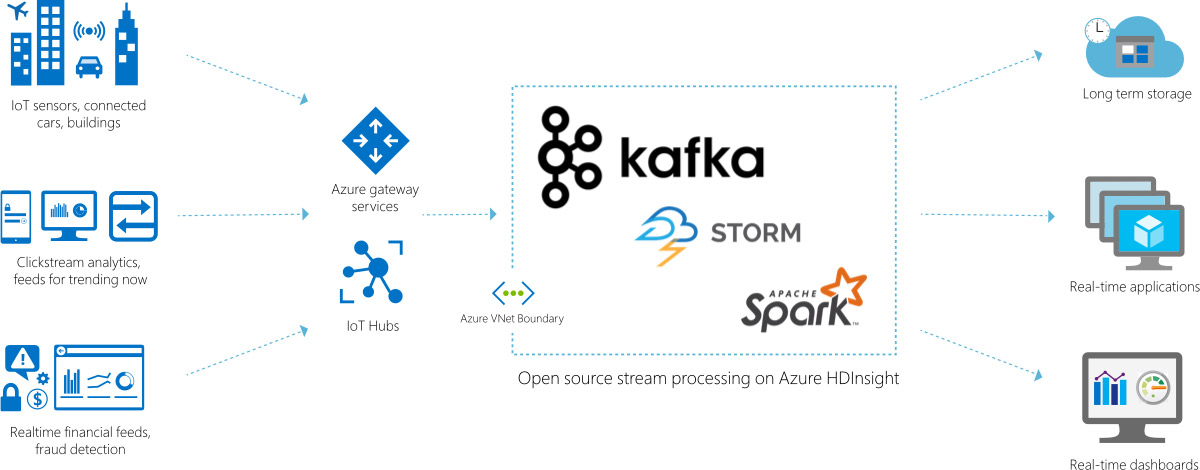 IoT sensors, connected
cars, buildings
Clickstream analytics,
feeds for trending now
$
Realtime financial feeds,
fraud detection
Azure gateway
services
IoT Hubs
Azure VNet Boundary
kafka
STORM
APACHE
Spark™
Open source stream processing on Azure HDInsight
Long term storage
Real-time applications
Real-time dashboards